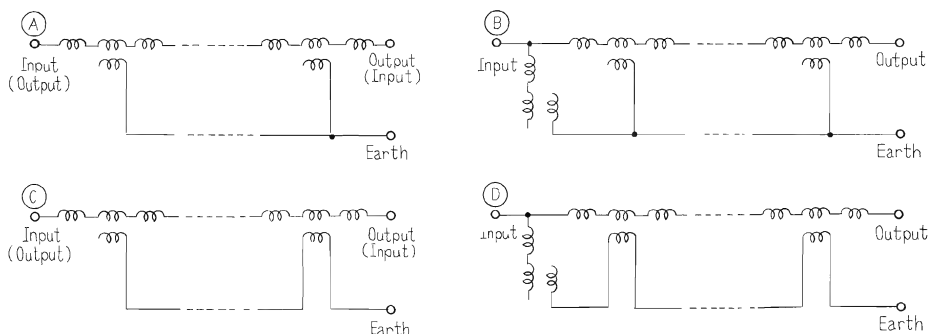 A
Input
(Output)
Output
(Input)
Earth
B
Input
Output
Earth
C
Input
(Output)
Output
(Input)
Earth
D
Input
Output
Earth